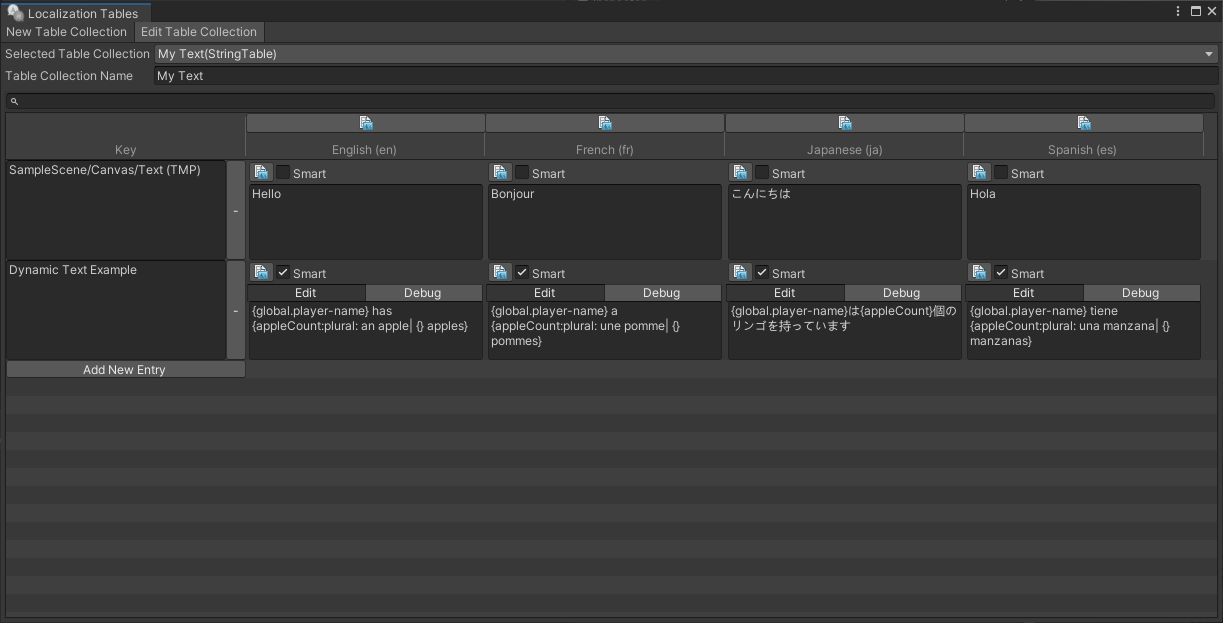 Localization Tables
New Table Collection Edit Table Collection
Selected Table Collection My Text(StringTable)
Table Collection Name My Text
Key English (en) French (fr) Japanese (ja) Spanish (es)
SampleScene/Canvas/Text (TMP) - Smart Smart Smart Smart
Hello Bonjour こんにちは Hola
Dynamic Text Example - Smart Smart Smart Smart
Edit Debug Edit Debug Edit Debug Edit Debug
{global.player-name} has
{appleCount:plural: an apple| {} apples}
{global.player-name} a
{appleCount:plural: une pomme| {}
pommes}
{global.player-name}は{appleCount}個の
リンゴを持っています
{global.player-name} tiene
{appleCount:plural: una manzana| {}
manzanas}
Add New Entry